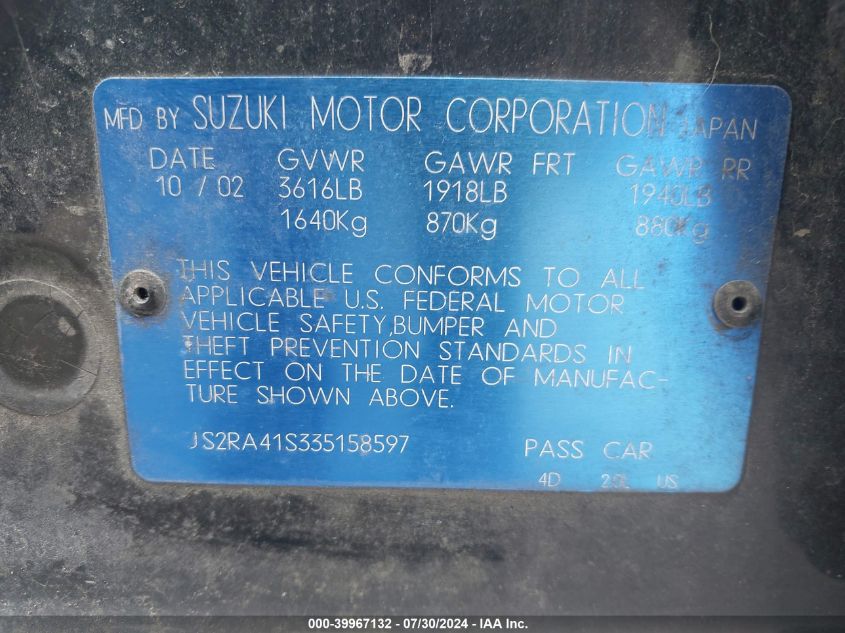 MFD BY SUZUKI MOTOR CORPORATION JAPAN
DATE GVWR GAWR FRT GAWR RR
10 / 02 3616LB 1918LB 1940LB
1640Kg 870Kg 880Kg
THIS VEHICLE CONFORMS TO ALL
APPLICABLE U.S. FEDERAL MOTOR
VEHICLE SAFETY,BUMPER AND
THEFT PREVENTION STANDARDS IN
EFFECT ON THE DATE OF MANUFAC-
TURE SHOWN ABOVE.
JS2RA41S335158597 PASS CAR
4D 2.0L US
000-39967132 - 07/30/2024 - IAA Inc.